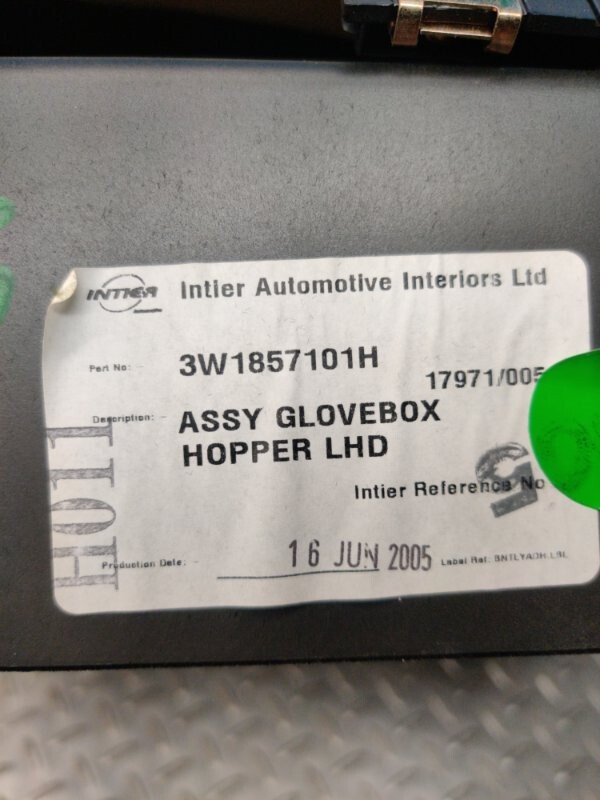 INTIER Intier Automotive Interiors Ltd
Part No: 3W1857101H
17971/005
Description: ASSY GLOVEBOX
HOPPER LHD
H011
Intier Reference No
5
Production Date: 16 JUN 2005 Label Ref: